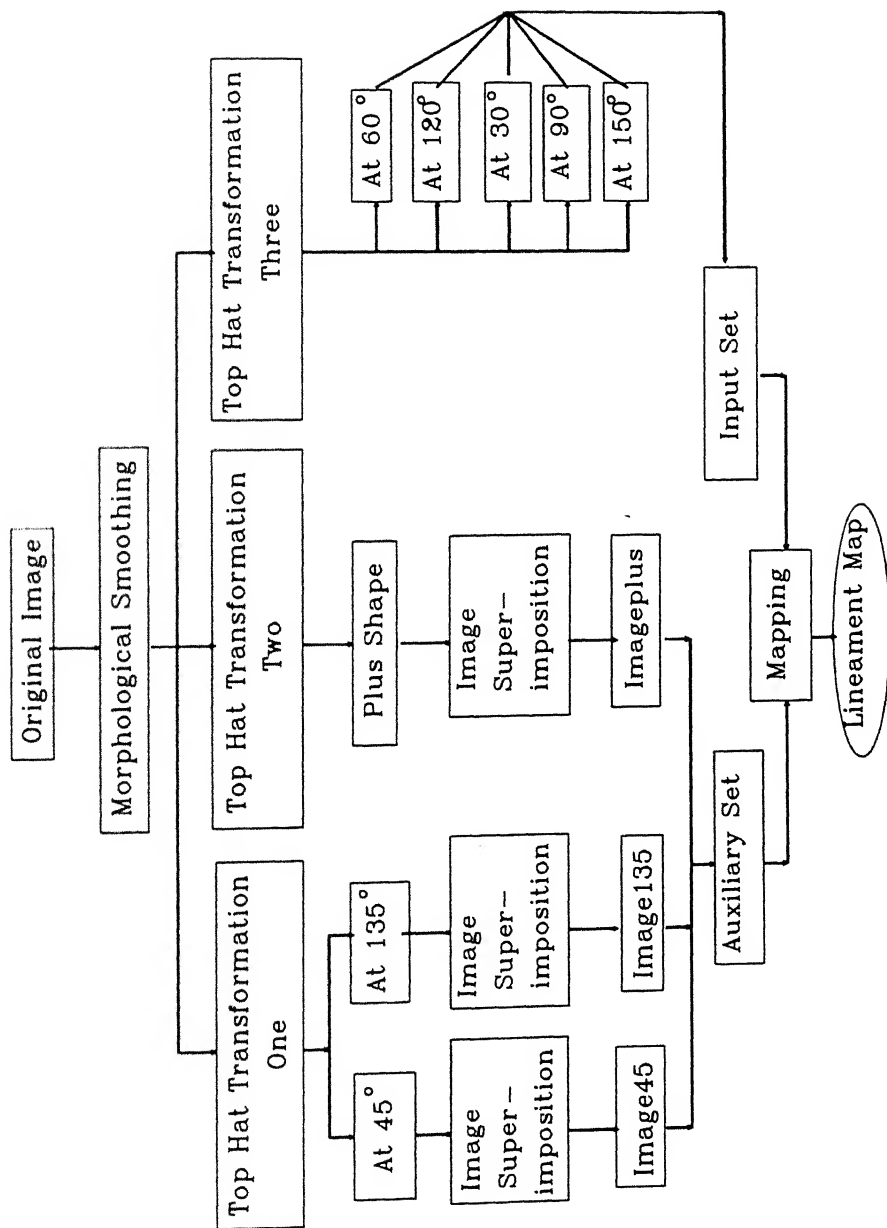 Original Image
Morphological Smoothing
Top Hat Transformation
One
Top Hat Transformation
Two
Top Hat Transformation
Three
At 45°
At 135°
Plus Shape
At 60°
At 120°
At 30°
At 90°
At 150°
Image
Super-
imposition
Image
Super-
imposition
Image
Super-
imposition
Image45
Image135
Imageplus
Auxiliary Set
Input Set
Mapping
Lineament Map